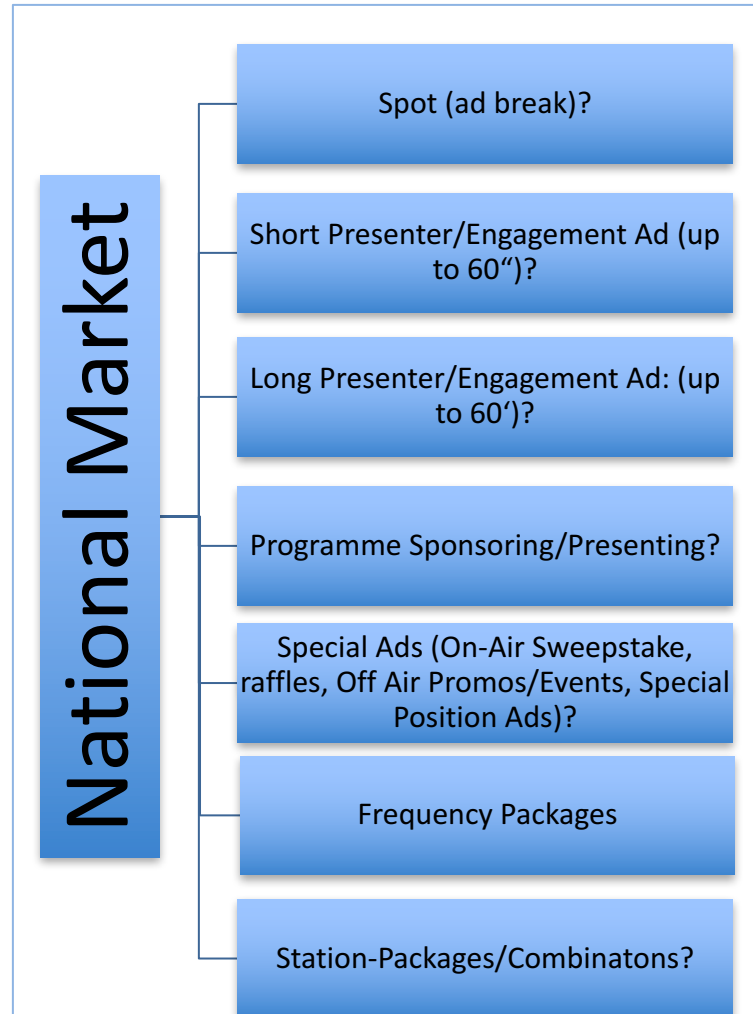 National Market
Spot (ad break)?
Short Presenter/Engagement Ad (up
to 60“)?
Long Presenter/Engagement Ad: (up
to 60‘)?
Programme Sponsoring/Presenting?
Special Ads (On-Air Sweepstake,
raffles, Off Air Promos/Events, Special
Position Ads)?
Frequency Packages
Station-Packages/Combinatons?